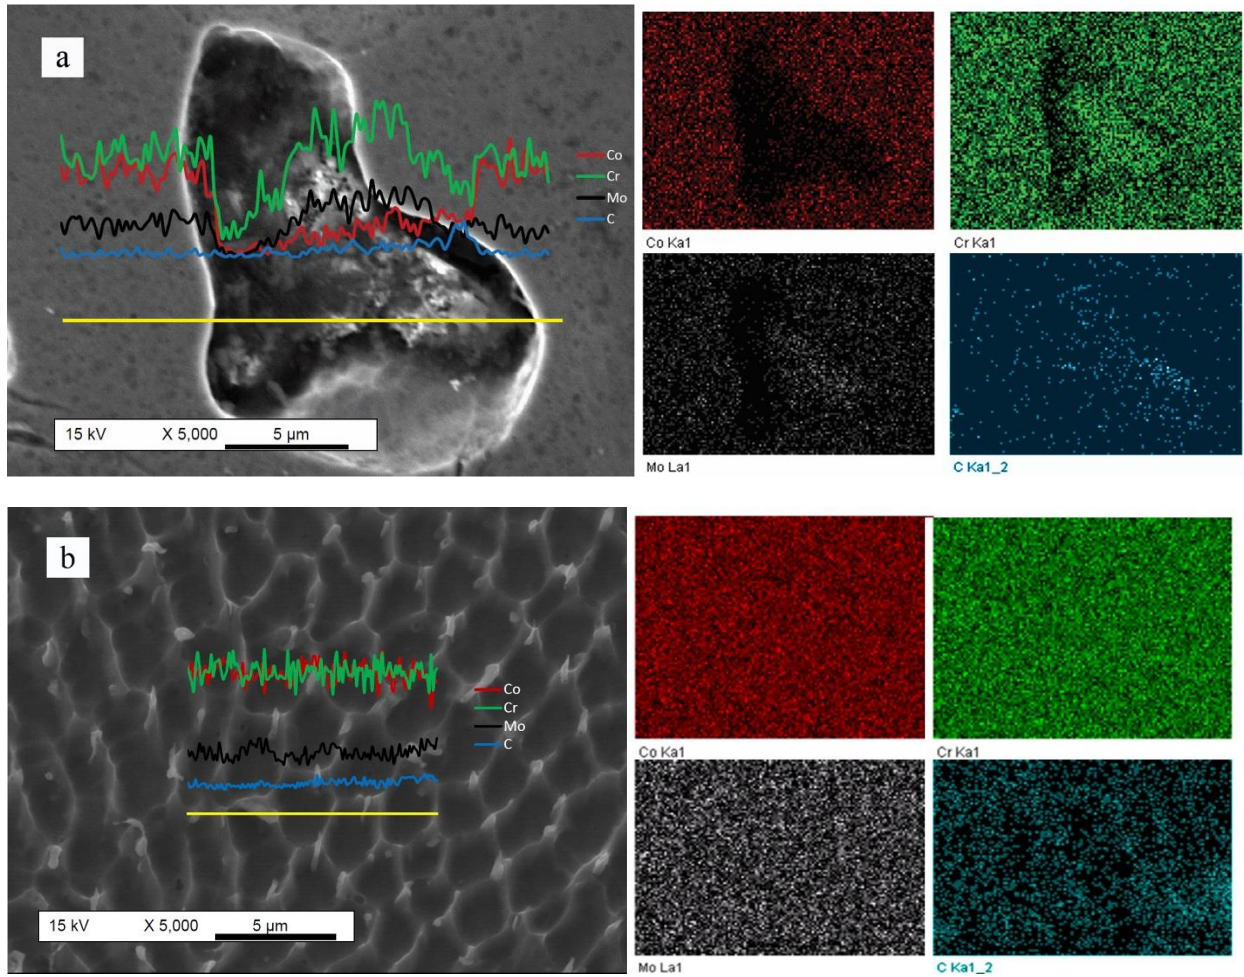 a
Co
Cr
Mo
C
15 kV X 5,000 5 µm
Co Ka1
Cr Ka1
Mo La1
C Ka1_2
b
Co
Cr
Mo
C
15 kV X 5,000 5 µm
Co Ka1
Cr Ka1
Mo La1
C Ka1_2